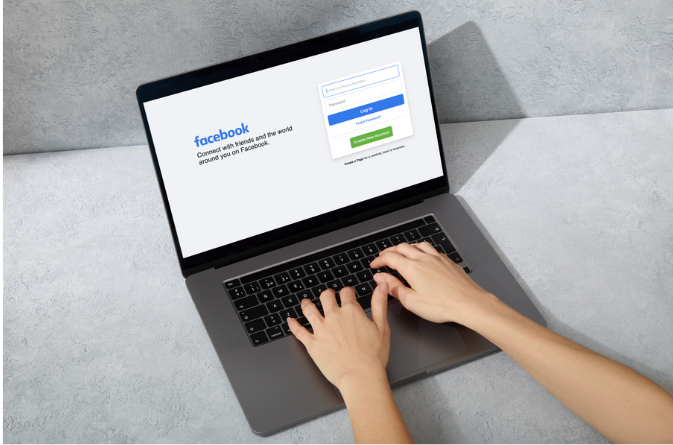 facebook
Connect with friends and the world
around you on Facebook.
Email or Phone Number
Password
Log In
Forgot Password?
Create New Account
Create a Page for a celebrity, band or business.